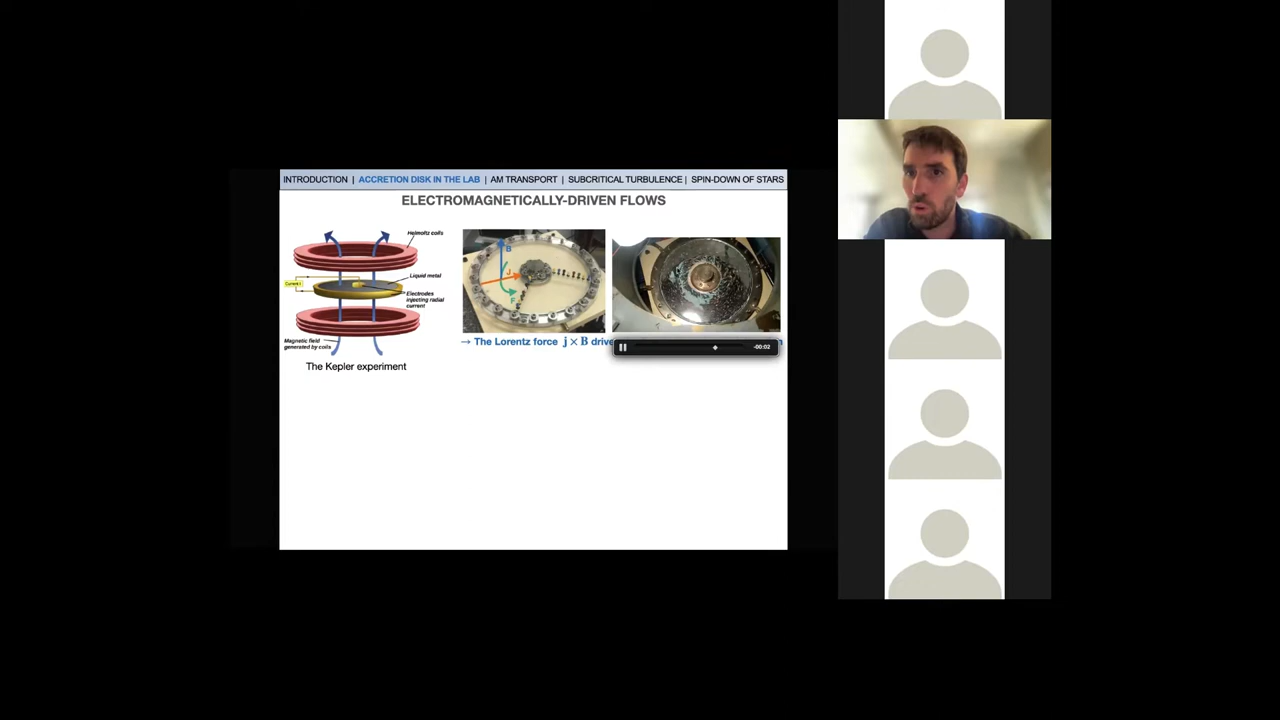 INTRODUCTION | ACCRETION DISK IN THE LAB | AM TRANSPORT | SUBCRITICAL TURBULENCE | SPIN-DOWN OF STARS
ELECTROMAGNETICALLY-DRIVEN FLOWS
Helmoltz coils
Liquid metal
Current I
Electrodes
injecting radial
current
Magnetic field
generated by coils
The Kepler experiment
B
J
F
→ The Lorentz force j × B drive
-00:02